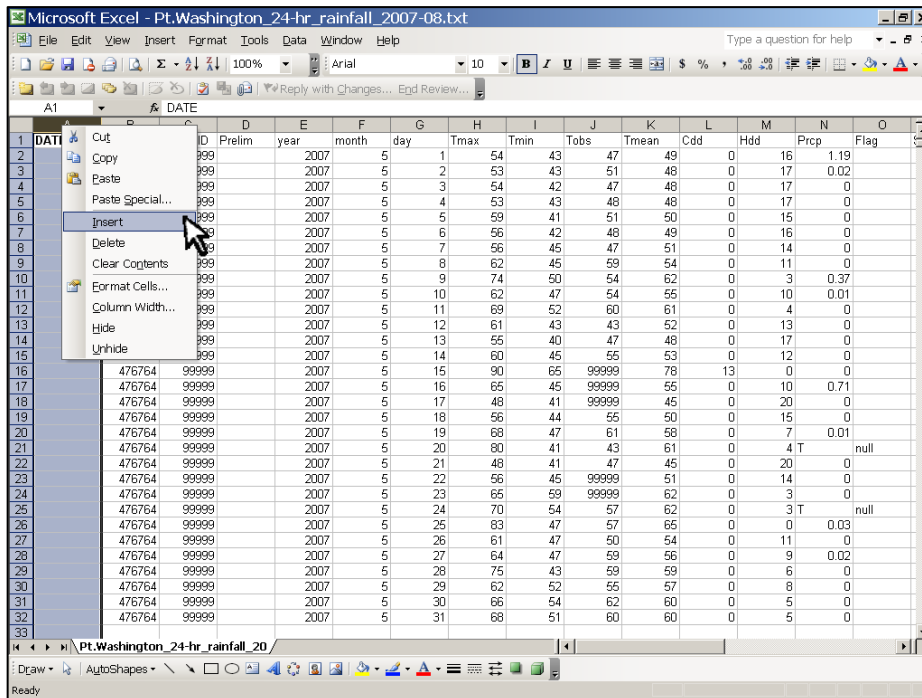 Microsoft Excel - Pt.Washington_24-hr_rainfall_2007-08.txt
File Edit View Insert Format Tools Data Window Help Type a question for help
100% Arial 10 B I U $ % ,
Reply with Changes... End Review...
A1 fx DATE
D E F G H I J K L M N O
1 DATE ID Prelim year month day Tmax Tmin Tobs Tmean Cdd Hdd Prcp Flag
2 999 2007 5 1 54 43 47 49 0 16 1.19
3 999 2007 5 2 53 43 51 48 0 17 0.02
4 999 2007 5 3 54 42 47 48 0 17 0
5 999 2007 5 4 53 43 48 48 0 17 0
6 999 2007 5 5 59 41 51 50 0 15 0
7 999 2007 5 6 56 42 48 49 0 16 0
8 999 2007 5 7 56 45 47 51 0 14 0
9 999 2007 5 8 62 45 59 54 0 11 0
10 999 2007 5 9 74 50 54 62 0 3 0.37
11 999 2007 5 10 62 47 54 55 0 10 0.01
12 999 2007 5 11 69 52 60 61 0 4 0
13 999 2007 5 12 61 43 43 52 0 13 0
14 999 2007 5 13 55 40 47 48 0 17 0
15 999 2007 5 14 60 45 55 53 0 12 0
16 476764 99999 2007 5 15 90 65 99999 78 13 0 0
17 476764 99999 2007 5 16 65 45 99999 55 0 10 0.71
18 476764 99999 2007 5 17 48 41 99999 45 0 20 0
19 476764 99999 2007 5 18 56 44 55 50 0 15 0
20 476764 99999 2007 5 19 68 47 61 58 0 7 0.01
21 476764 99999 2007 5 20 80 41 43 61 0 4 T null
22 476764 99999 2007 5 21 48 41 47 45 0 20 0
23 476764 99999 2007 5 22 56 45 99999 51 0 14 0
24 476764 99999 2007 5 23 65 59 99999 62 0 3 0
25 476764 99999 2007 5 24 70 54 57 62 0 3 T null
26 476764 99999 2007 5 25 83 47 57 65 0 0 0.03
27 476764 99999 2007 5 26 61 47 50 54 0 11 0
28 476764 99999 2007 5 27 64 47 59 56 0 9 0.02
29 476764 99999 2007 5 28 75 43 59 59 0 6 0
30 476764 99999 2007 5 29 62 52 55 57 0 8 0
31 476764 99999 2007 5 30 66 54 62 60 0 5 0
32 476764 99999 2007 5 31 68 51 60 60 0 5 0
33
Cut
Copy
Paste
Paste Special...
Insert
Delete
Clear Contents
Format Cells...
Column Width...
Hide
Unhide
Pt.Washington_24-hr_rainfall_20
Draw AutoShapes
Ready